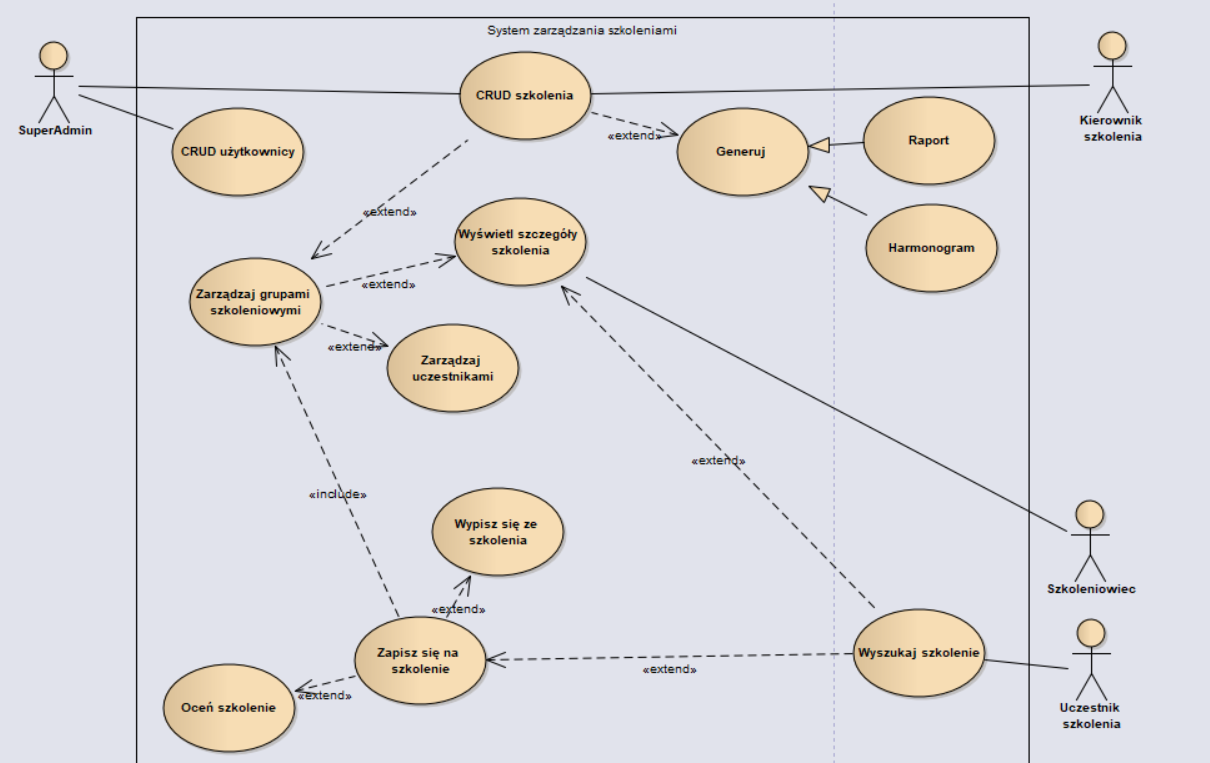 System zarządzania szkoleniami
SuperAdmin
CRUD szkolenia
Kierownik
szkolenia
CRUD użytkownicy
«extend»
Generuj
Raport
«extend»
Wyświetl szczegóły
szkolenia
Harmonogram
«extend»
Zarządzaj grupami
szkoleniowymi
«extend»
Zarządzaj
uczestnikami
«extend»
«include»
Wypisz się ze
szkolenia
Szkoleniowiec
«extend»
Zapisz się na
szkolenie
«extend»
Wyszukaj szkolenie
«extend»
Oceń szkolenie
Uczestnik
szkolenia